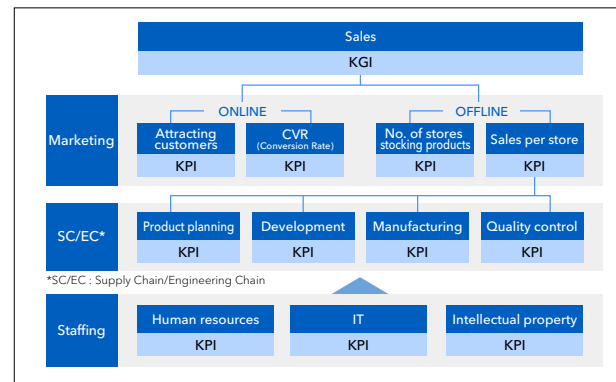 Sales
KGI
ONLINE
OFFLINE
Marketing
Attracting
customers
KPI
CVR
(Conversion Rate)
KPI
No. of stores
stocking products
KPI
Sales per store
KPI
SC/EC*
Product planning
KPI
Development
KPI
Manufacturing
KPI
Quality control
KPI
*SC/EC : Supply Chain/Engineering Chain
Staffing
Human resources
KPI
IT
KPI
Intellectual property
KPI